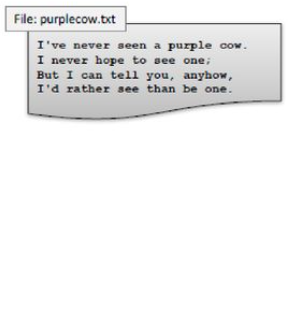 File: purplecow.txt
I've never seen a purple cow.
I never hope to see one;
But I can tell you, anyhow,
I'd rather see than be one.